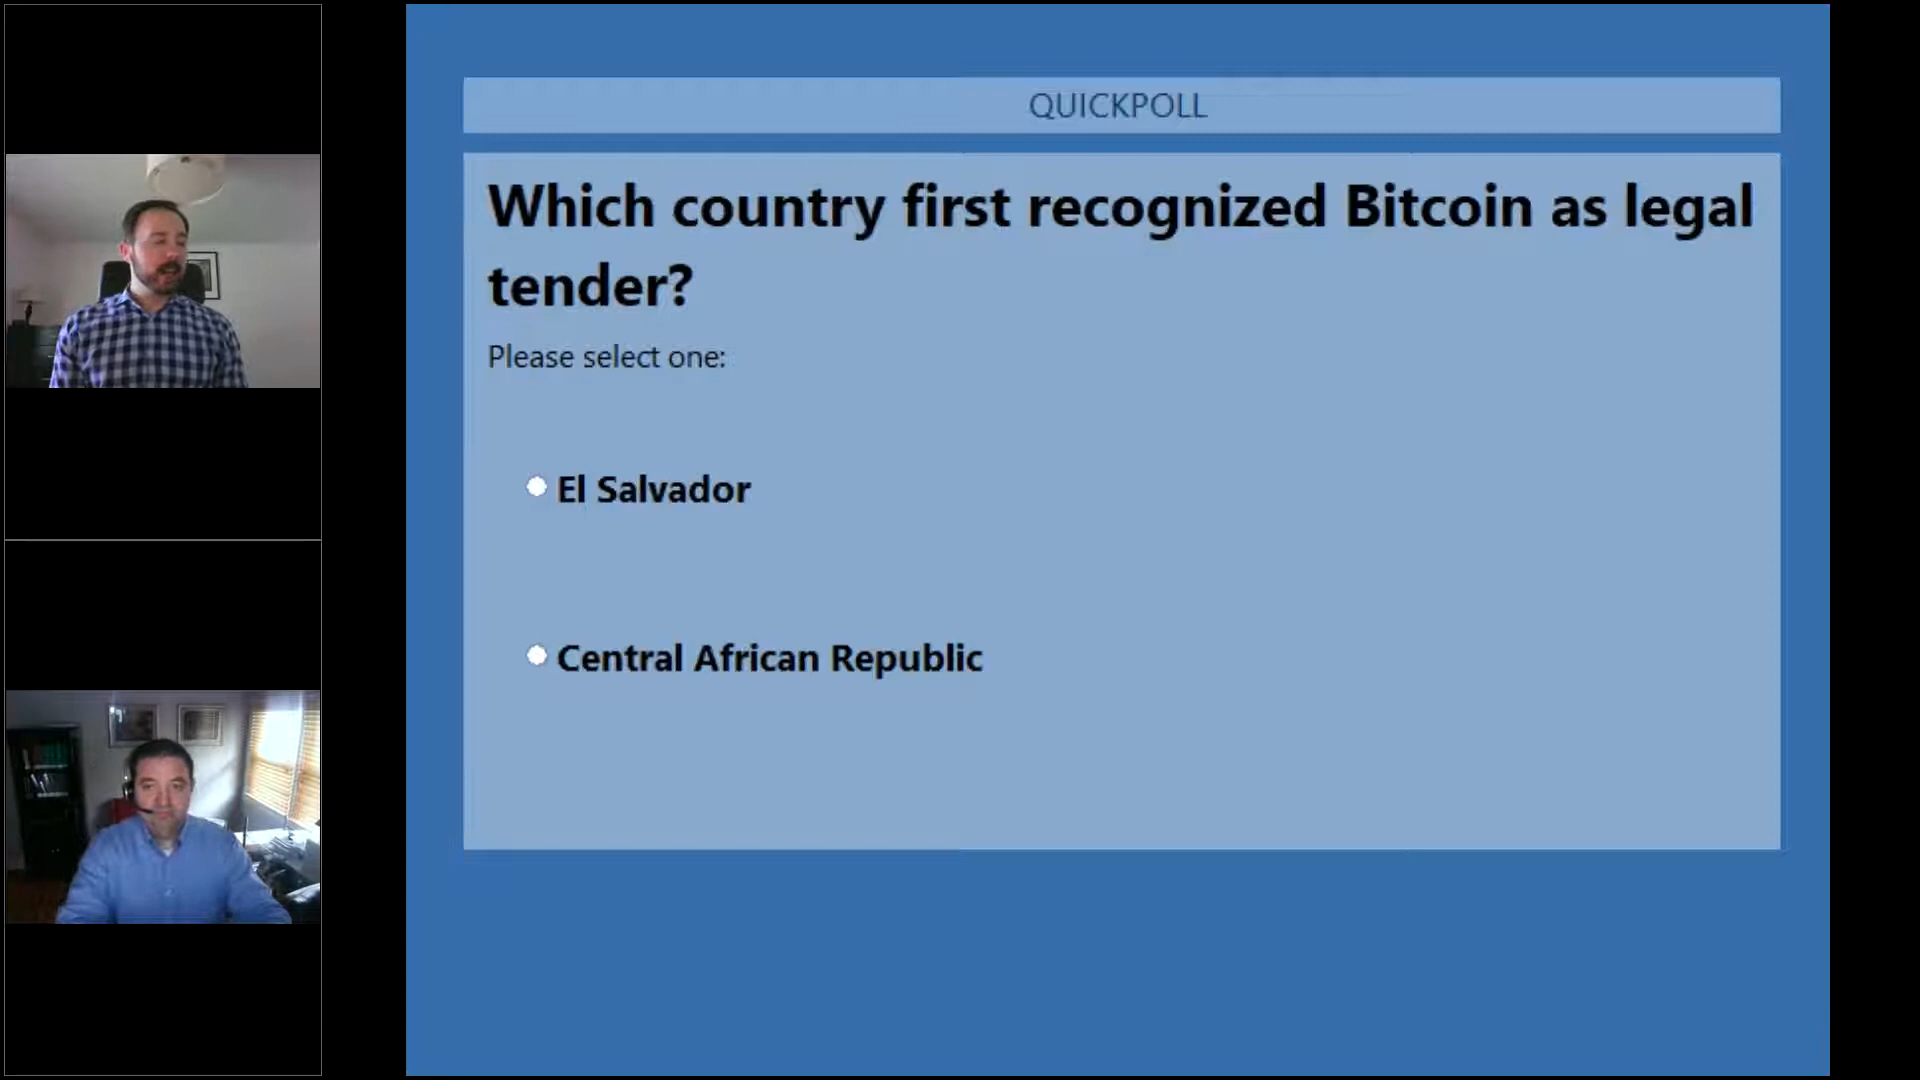 QUICKPOLL
Which country first recognized Bitcoin as legal
tender?
Please select one:
El Salvador
Central African Republic